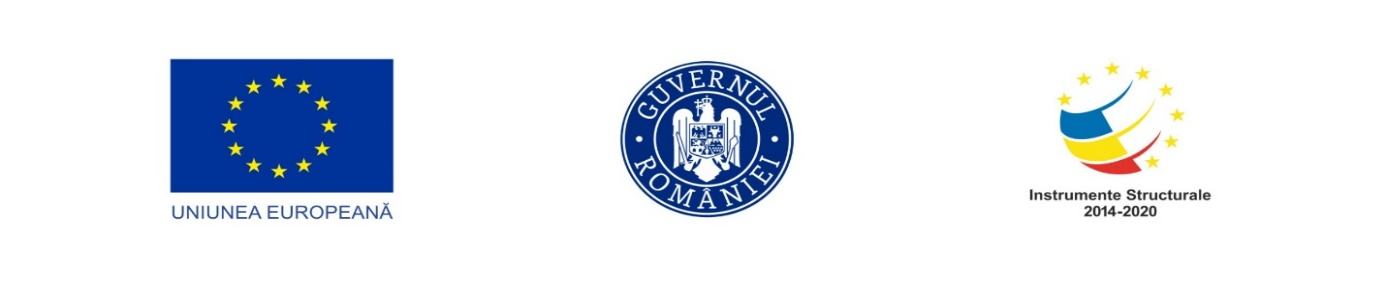 UNIUNEA EUROPEANĂ
GUVERNUL
ROMÂNIEI
Instrumente Structurale
2014-2020